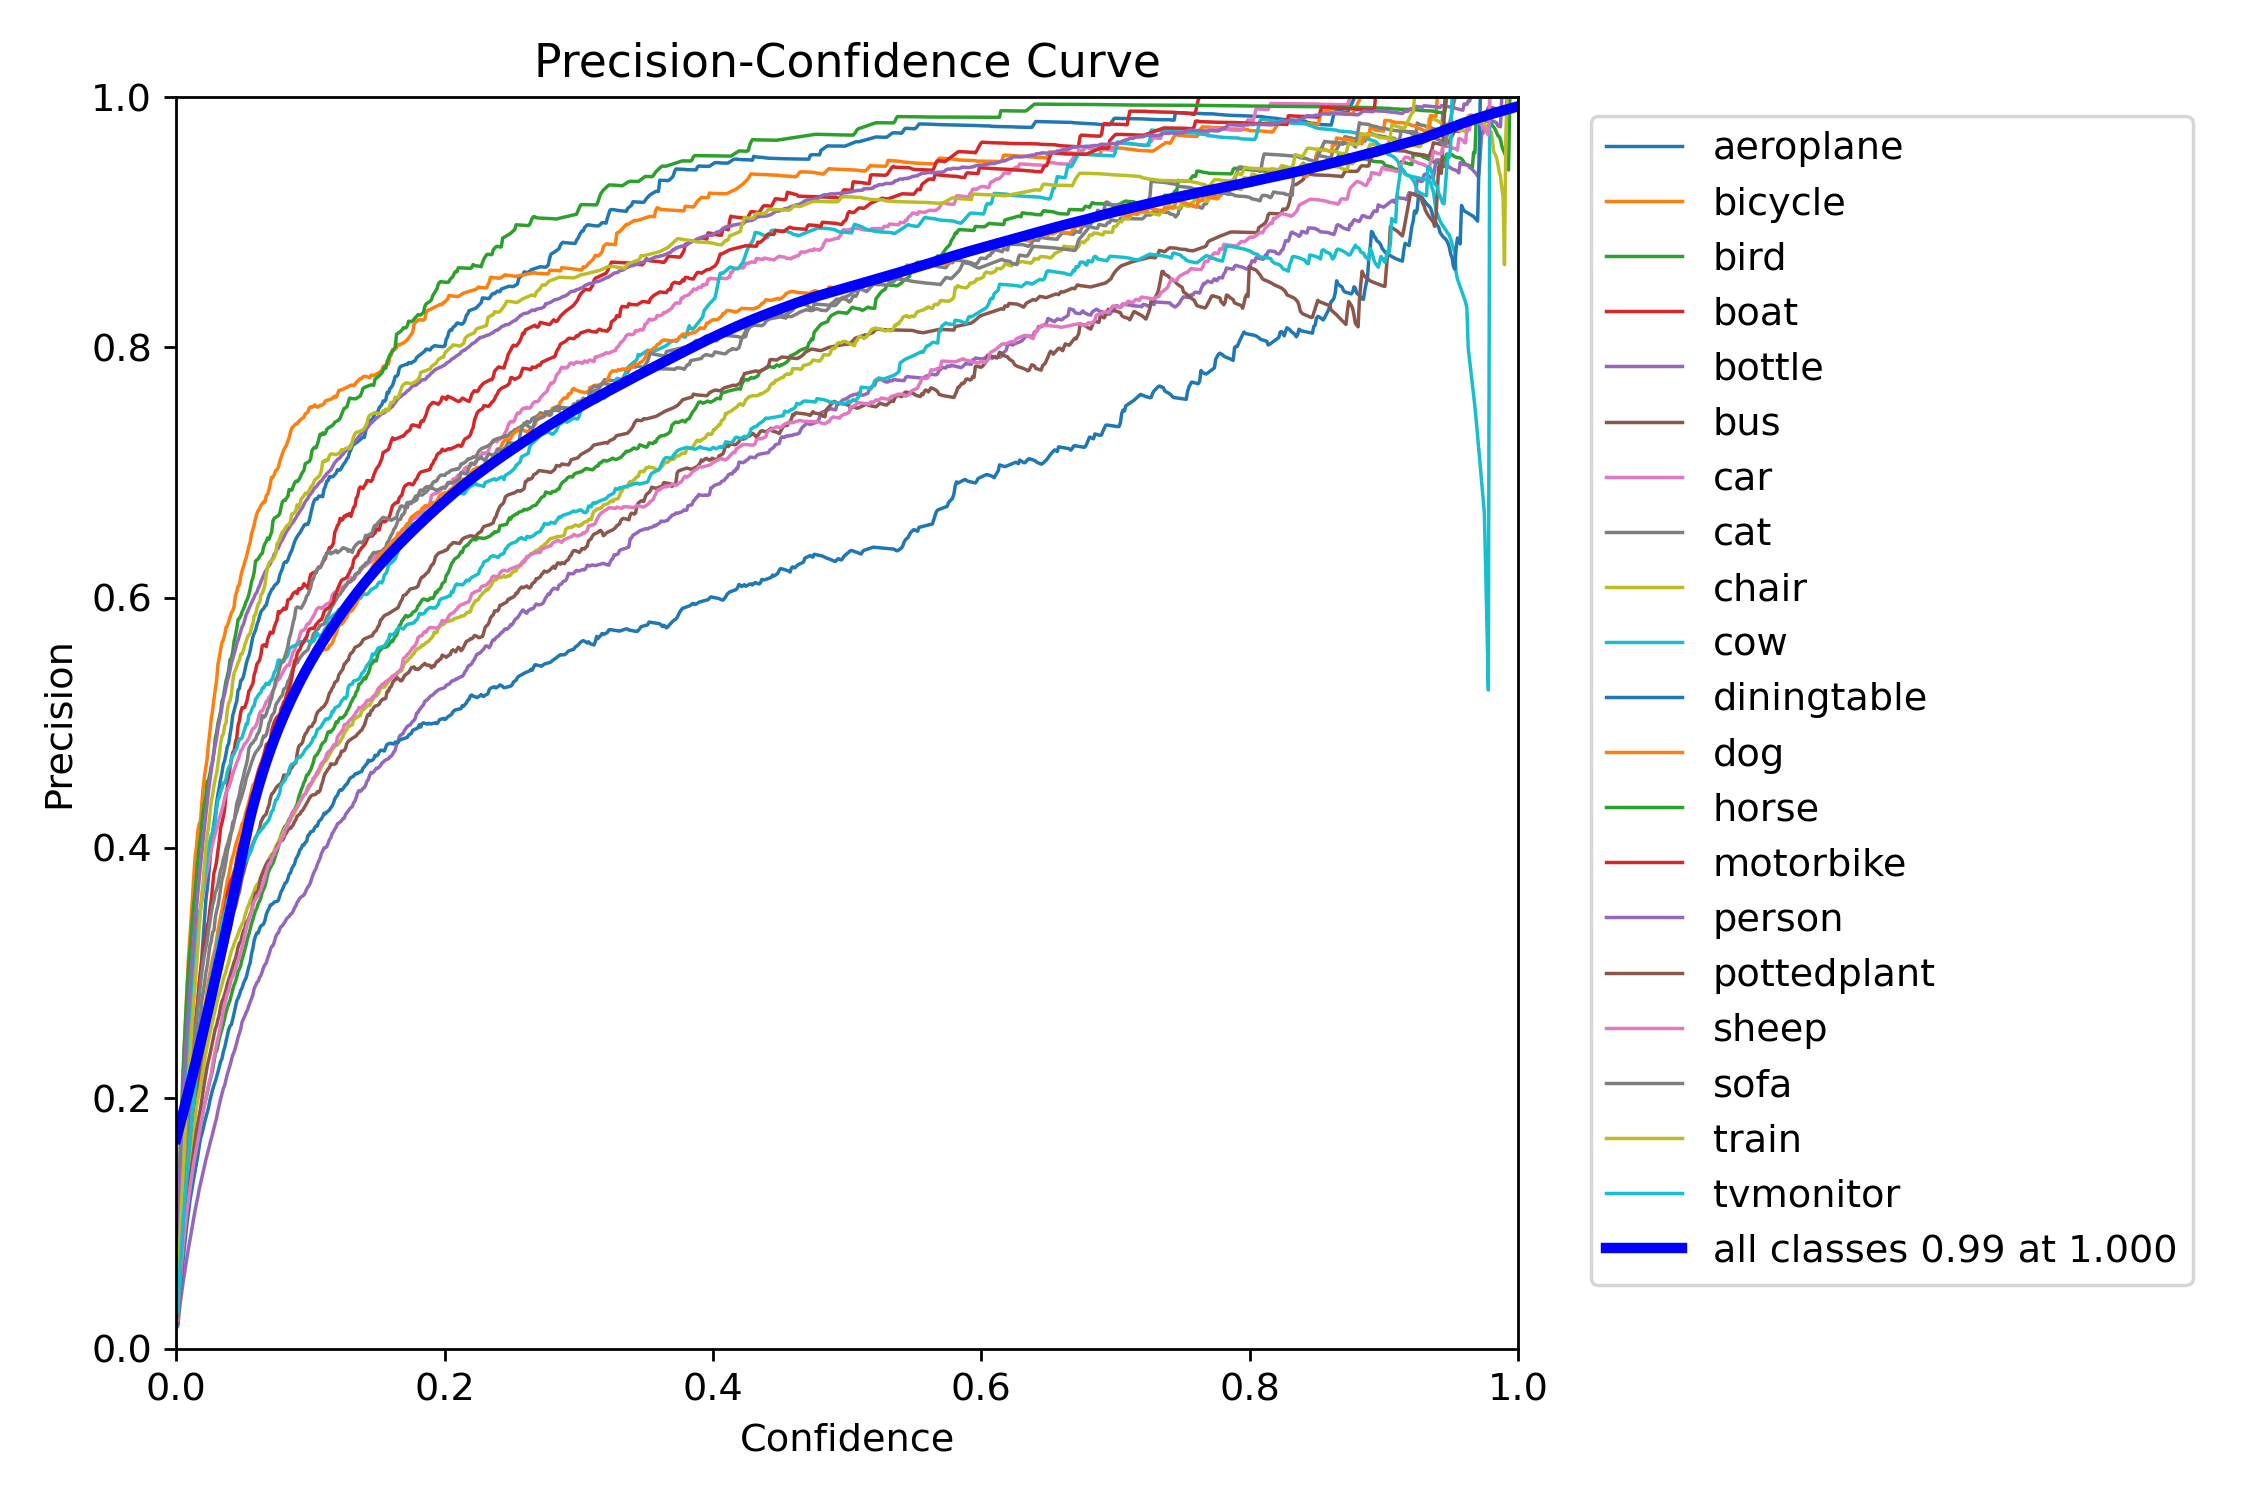 Precision-Confidence Curve
1.0
0.8
0.6
0.4
0.2
0.0
Precision
0.0 0.2 0.4 0.6 0.8 1.0
Confidence
aeroplane
bicycle
bird
boat
bottle
bus
car
cat
chair
cow
diningtable
dog
horse
motorbike
person
pottedplant
sheep
sofa
train
tvmonitor
all classes 0.99 at 1.000